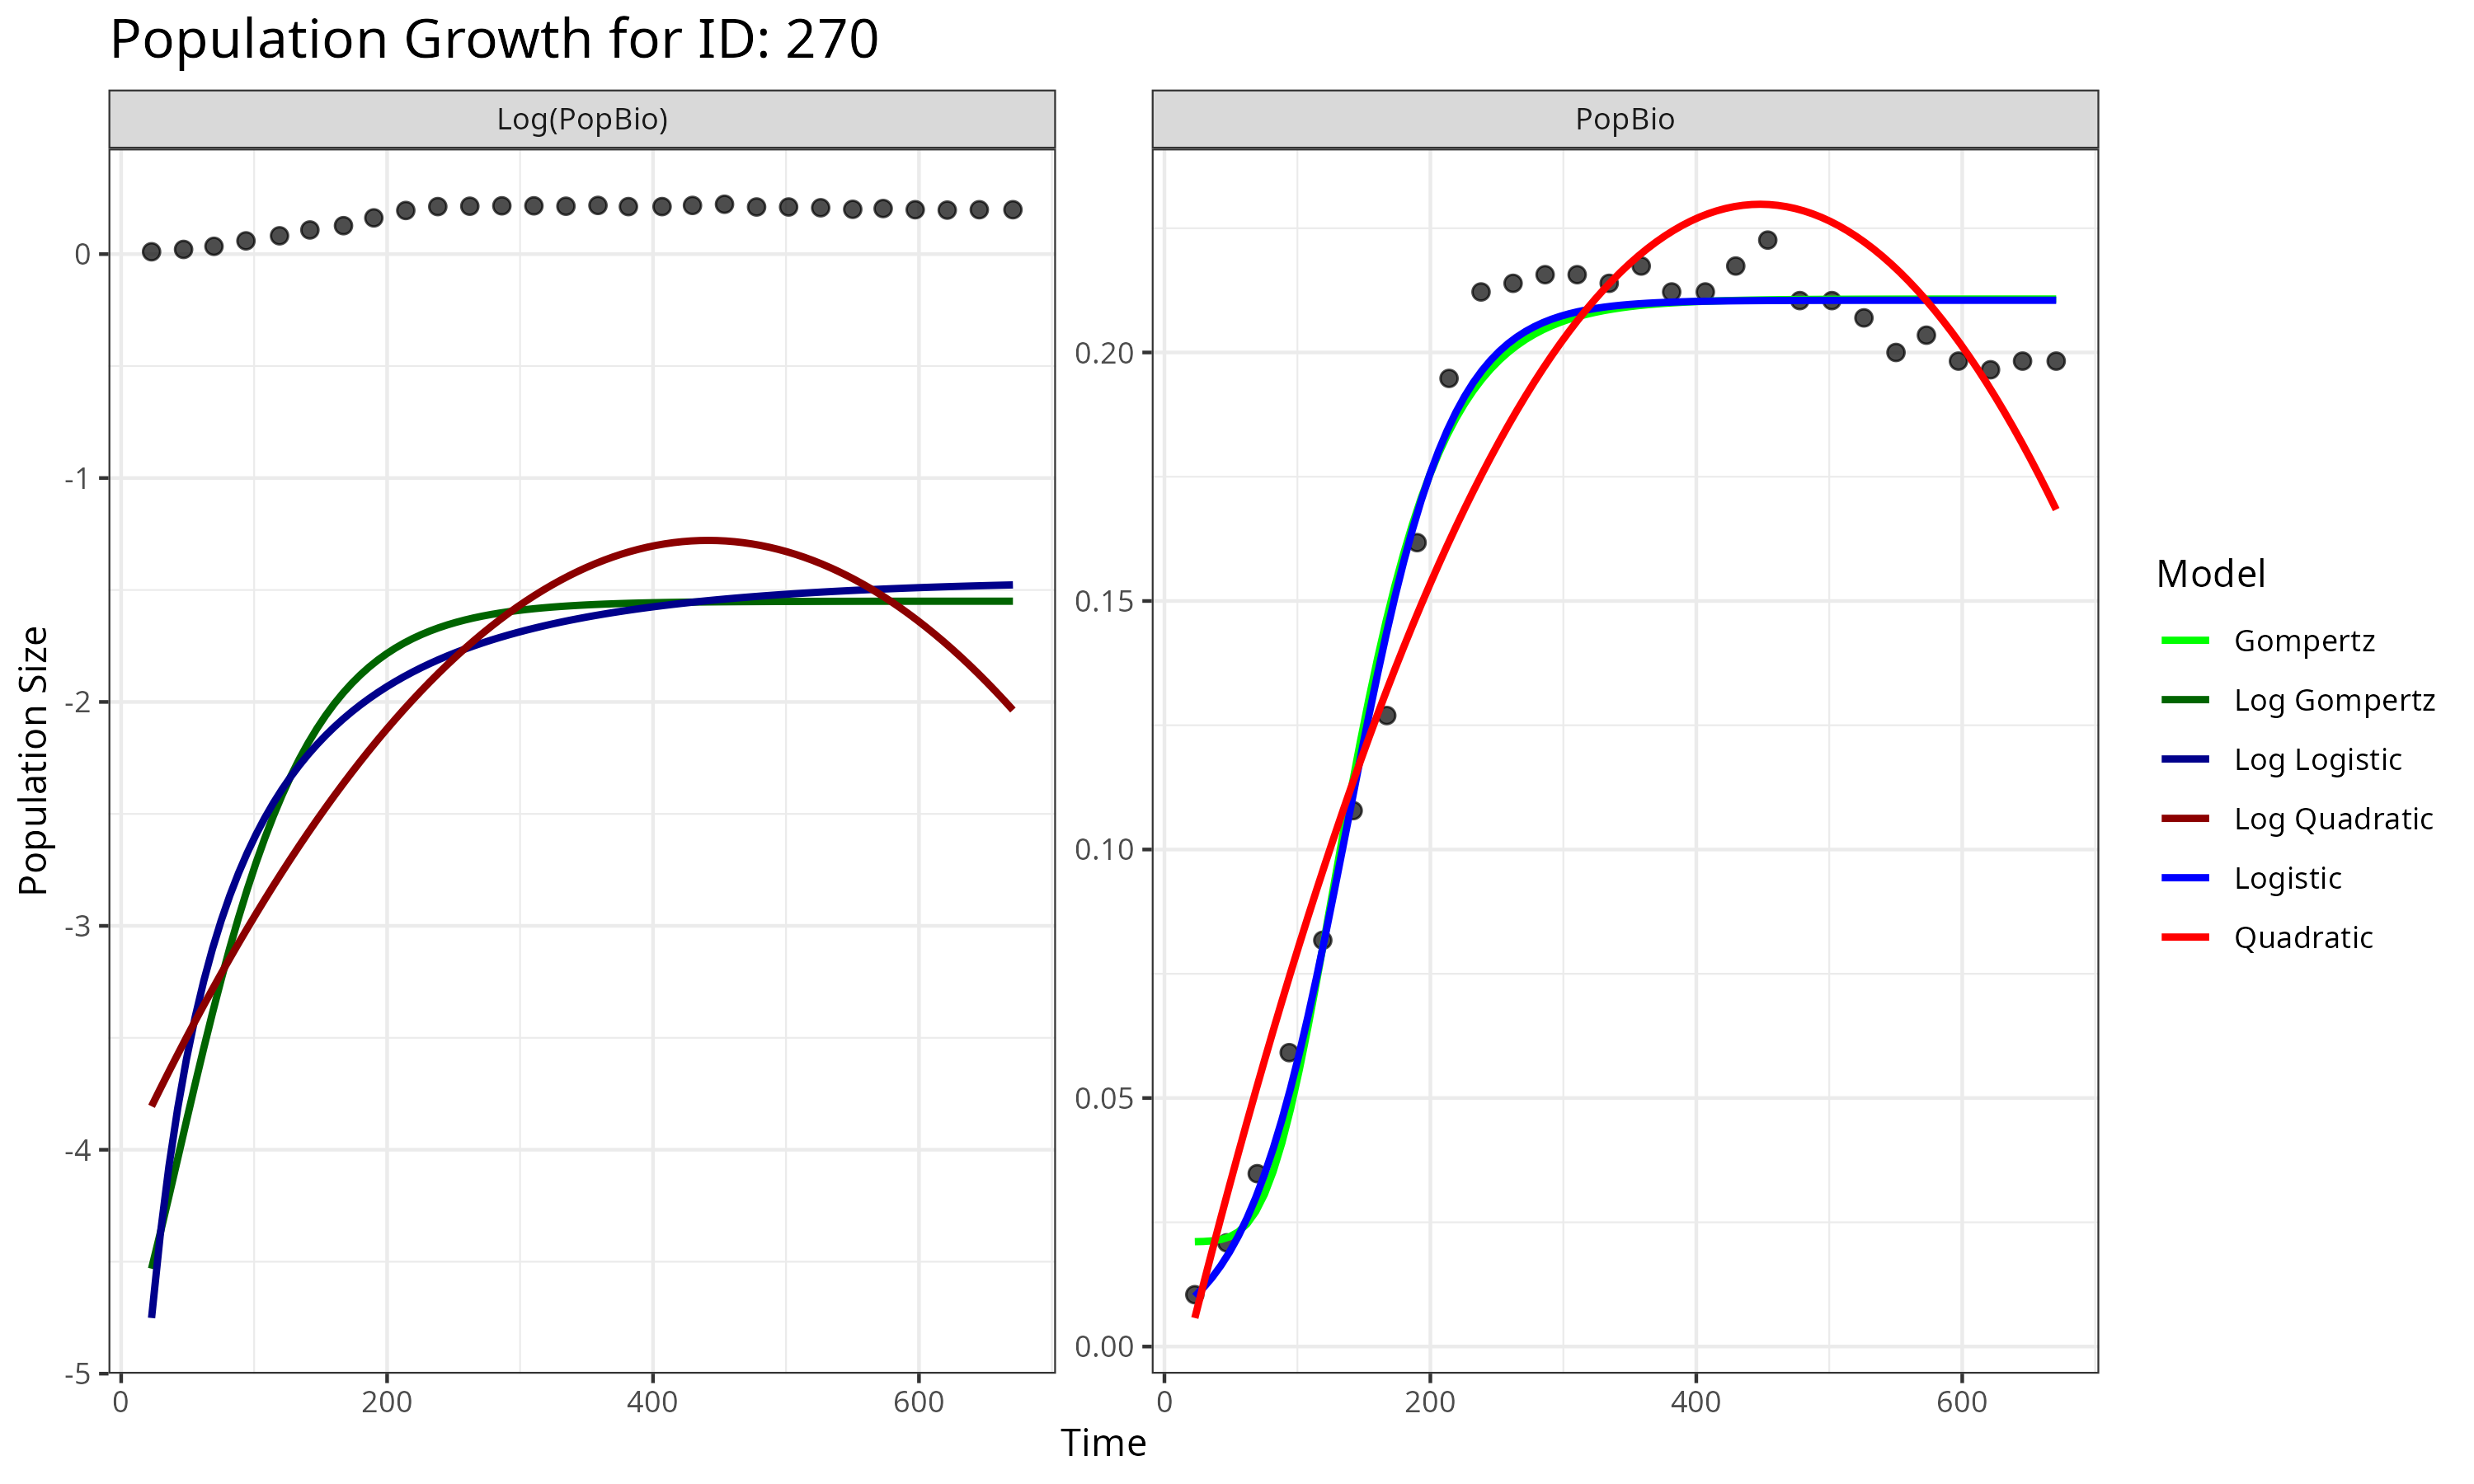 Population Growth for ID: 270
Log(PopBio)
PopBio
Population Size
0
-1
-2
-3
-4
-5
0
200
400
600
0.20
0.15
0.10
0.05
0.00
0
200
400
600
Time
Model
Gompertz
Log Gompertz
Log Logistic
Log Quadratic
Logistic
Quadratic